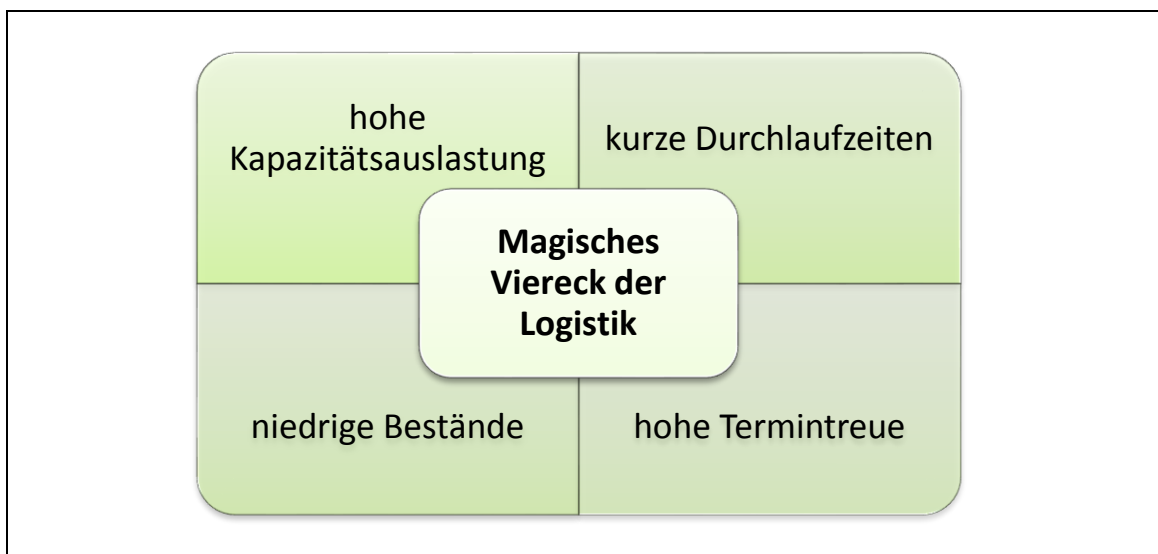 hohe
Kapazitätsauslastung
kurze Durchlaufzeiten
Magisches
Viereck der
Logistik
niedrige Bestände
hohe Termintreue